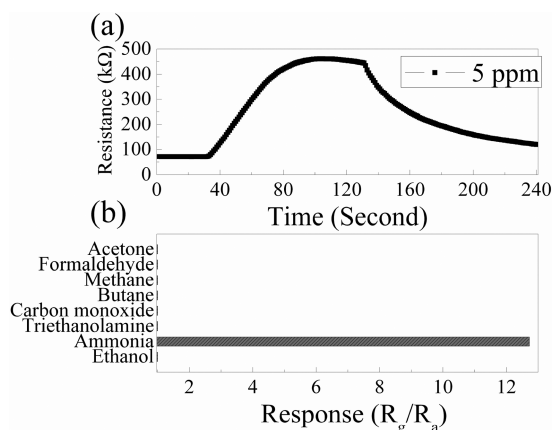 (a)
500
400
300
200
100
0
Resistance (kΩ)
5 ppm
0 40 80 120 160 200 240
Time (Second)
(b)
Acetone
Formaldehyde
Methane
Butane
Carbon monoxide
Triethanolamine
Ammonia
Ethanol
2 4 6 8 10 12
Response (Rg/Ra)